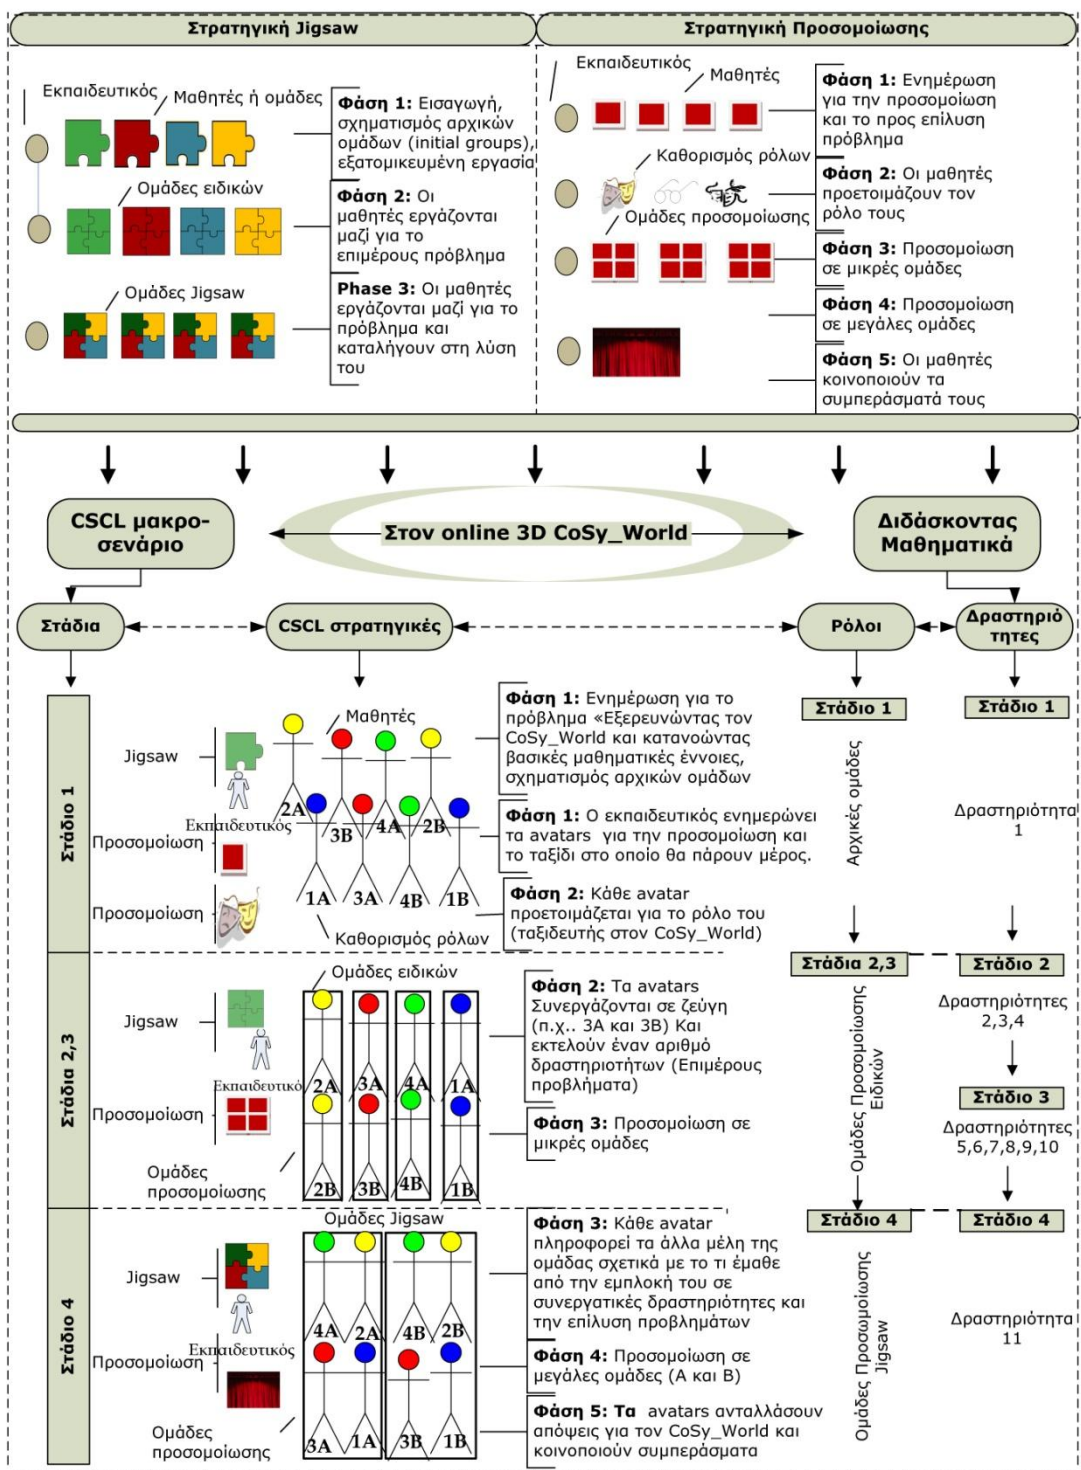 Στρατηγική Jigsaw
Εκπαιδευτικός
Μαθητές ή ομάδες
Φάση 1: Εισαγωγή,
σχηματισμός αρχικών
ομάδων (initial groups),
εξατομικευμένη εργασία
Ομάδες ειδικών
Φάση 2: Οι
μαθητές εργάζονται
μαζί για το
επιμέρους πρόβλημα
Ομάδες Jigsaw
Phase 3: Οι μαθητές
εργάζονται μαζί για το
πρόβλημα και
καταλήγουν στη λύση
του
Στρατηγική Προσομοίωσης
Εκπαιδευτικός
Μαθητές
Φάση 1: Ενημέρωση
για την προσομοίωση
και το προς επίλυση
πρόβλημα
Καθορισμός ρόλων
Φάση 2: Οι μαθητές
προετοιμάζουν τον
ρόλο τους
Ομάδες προσομοίωσης
Φάση 3: Προσομοίωση
σε μικρές ομάδες
Φάση 4: Προσομοίωση
σε μεγάλες ομάδες
Φάση 5: Οι μαθητές
κοινοποιούν τα
συμπεράσματά τους
CSCL μακρο-
σενάριο
Στον online 3D CoSy_World
Διδάσκοντας
Μαθηματικά
Στάδια
CSCL στρατηγικές
Ρόλοι
Δραστηριό
τητες
Στάδιο 1
Jigsaw
Εκπαιδευτικός
Προσομοίωση
Προσομοίωση
Μαθητές
2A
3B
4A
2B
1A
3A
4B
1B
Καθορισμός ρόλων
Φάση 1: Ενημέρωση για το
πρόβλημα «Εξερευνώντας τον
CoSy_World και κατανοώντας
βασικές μαθηματικές έννοιες,
σχηματισμός αρχικών ομάδων
Φάση 1: Ο εκπαιδευτικός ενημερώνει
τα avatars για την προσομοίωση και
το ταξίδι στο οποίο θα πάρουν μέρος.
Φάση 2: Κάθε avatar
προετοιμάζεται για το ρόλο του
(ταξιδευτής στον CoSy_World)
Στάδιο 1
Αρχικές ομάδες
Στάδιο 1
Δραστηριότητα
1
Στάδια 2,3
Jigsaw
Εκπαιδευτικό
Προσομοίωση
Ομάδες
προσομοίωσης
Ομάδες ειδικών
2A
3A
4A
1A
2B
3B
4B
1B
Φάση 2: Τα avatars
Συνεργάζονται σε ζεύγη
(π.χ.. 3Α και 3Β) Και
εκτελούν έναν αριθμό
δραστηριοτήτων (Επιμέρους
προβλήματα)
Φάση 3: Προσομοίωση σε
μικρές ομάδες
Στάδια 2,3
Ομάδες Προσομοίωσης
Ειδικών
Στάδιο 2
Δραστηριότητες
2,3,4
Στάδιο 3
Δραστηριότητες
5,6,7,8,9,10
Στάδιο 4
Jigsaw
Εκπαιδευτικός
Προσομοίωση
Ομάδες
προσομοίωσης
Ομάδες Jigsaw
4A
2A
4B
2B
3A
1A
3B
1B
Φάση 3: Κάθε avatar
πληροφορεί τα άλλα μέλη της
ομάδας σχετικά με το τι έμαθε
από την εμπλοκή του σε
συνεργατικές δραστηριότητες και
την επίλυση προβλημάτων
Φάση 4: Προσομοίωση σε
μεγάλες ομάδες (Α και Β)
Φάση 5: Τα avatars ανταλλάσουν
απόψεις για τον CoSy_World και
κοινοποιούν συμπεράσματα
Στάδιο 4
Ομάδες Προσωμοίωσης
Jigsaw
Στάδιο 4
Δραστηριότητα
11